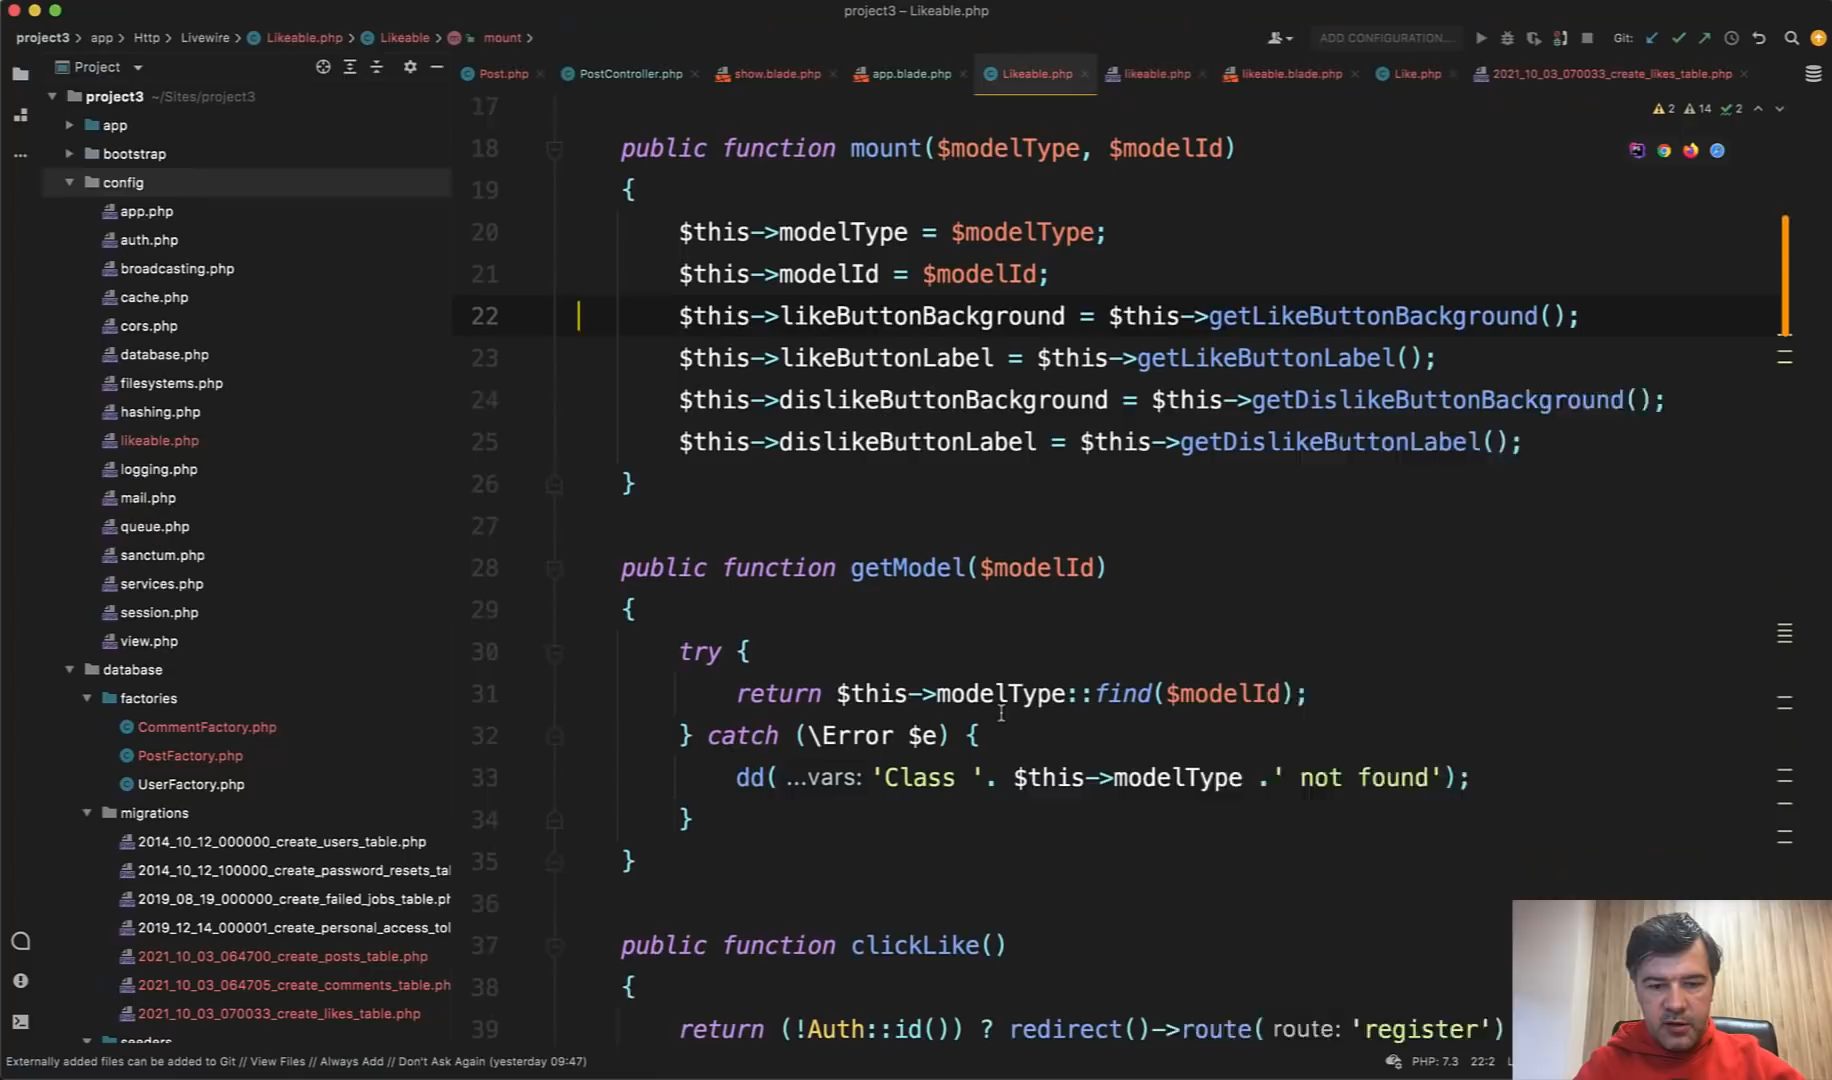 project3 – Likeable.php
project3 > app > Http > Livewire > Likeable.php > Likeable > mount >
ADD CONFIGURATION... Git:
Project
Post.php PostController.php show.blade.php app.blade.php Likeable.php likeable.php likeable.blade.php Like.php 2021_10_03_070033_create_likes_table.php
2 14 2
project3 ~/Sites/project3
app
bootstrap
config
app.php
auth.php
broadcasting.php
cache.php
cors.php
database.php
filesystems.php
hashing.php
likeable.php
logging.php
mail.php
queue.php
sanctum.php
services.php
session.php
view.php
database
factories
CommentFactory.php
PostFactory.php
UserFactory.php
migrations
2014_10_12_000000_create_users_table.php
2014_10_12_100000_create_password_resets_ta
2019_08_19_000000_create_failed_jobs_table.ph
2019_12_14_000001_create_personal_access_to
2021_10_03_064700_create_posts_table.php
2021_10_03_064705_create_comments_table.ph
2021_10_03_070033_create_likes_table.php
seeders
17
18 public function mount($modelType, $modelId)
19 {
20 $this->modelType = $modelType;
21 $this->modelId = $modelId;
22 $this->likeButtonBackground = $this->getLikeButtonBackground();
23 $this->likeButtonLabel = $this->getLikeButtonLabel();
24 $this->dislikeButtonBackground = $this->getDislikeButtonBackground();
25 $this->dislikeButtonLabel = $this->getDislikeButtonLabel();
26 }
27
28 public function getModel($modelId)
29 {
30 try {
31 return $this->modelType::find($modelId);
32 } catch (\Error $e) {
33 dd( ...vars: 'Class '. $this->modelType .' not found');
34 }
35 }
36
37 public function clickLike()
38 {
39 return (!Auth::id()) ? redirect()->route( route: 'register')
Externally added files can be added to Git // View Files // Always Add // Don't Ask Again (yesterday 09:47)
PHP: 7.3 22:2